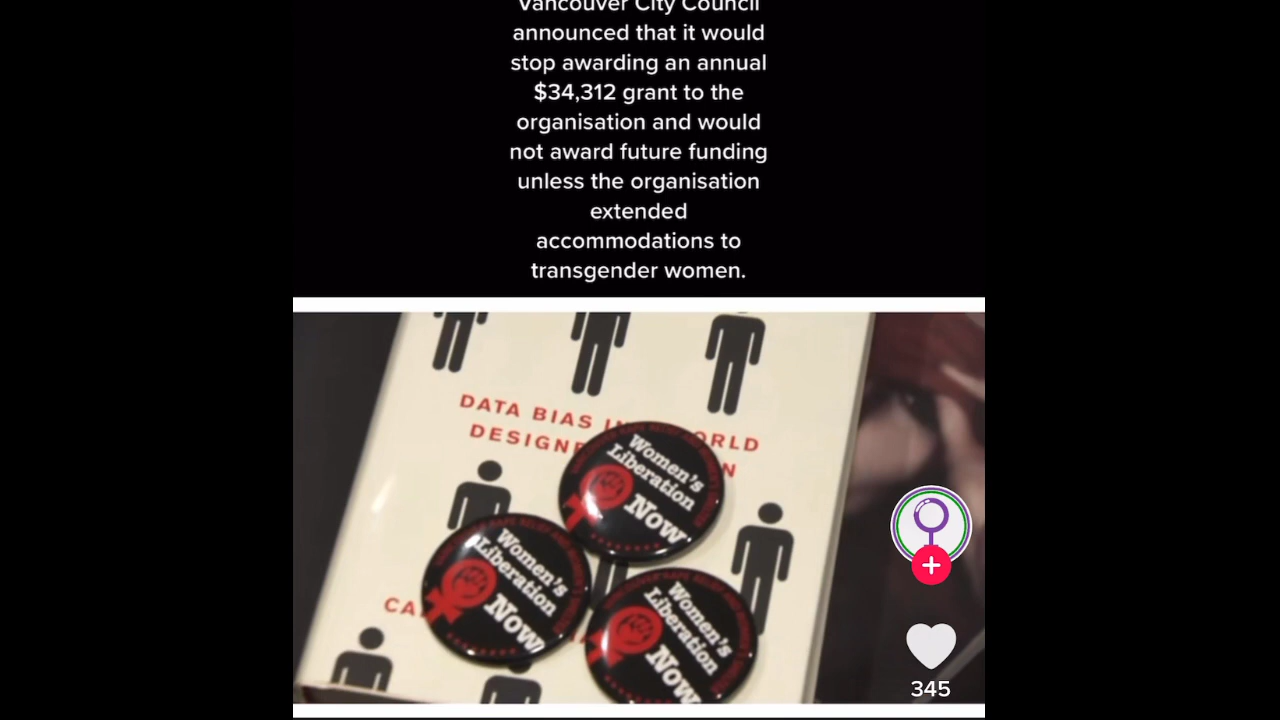 Vancouver City Council
announced that it would
stop awarding an annual
$34,312 grant to the
organisation and would
not award future funding
unless the organisation
extended
accommodations to
transgender women.
DATA BIAS
DESIGNE
Women's
Liberation
Now
Women's
Liberation
Now
Women's
Liberation
Now
345